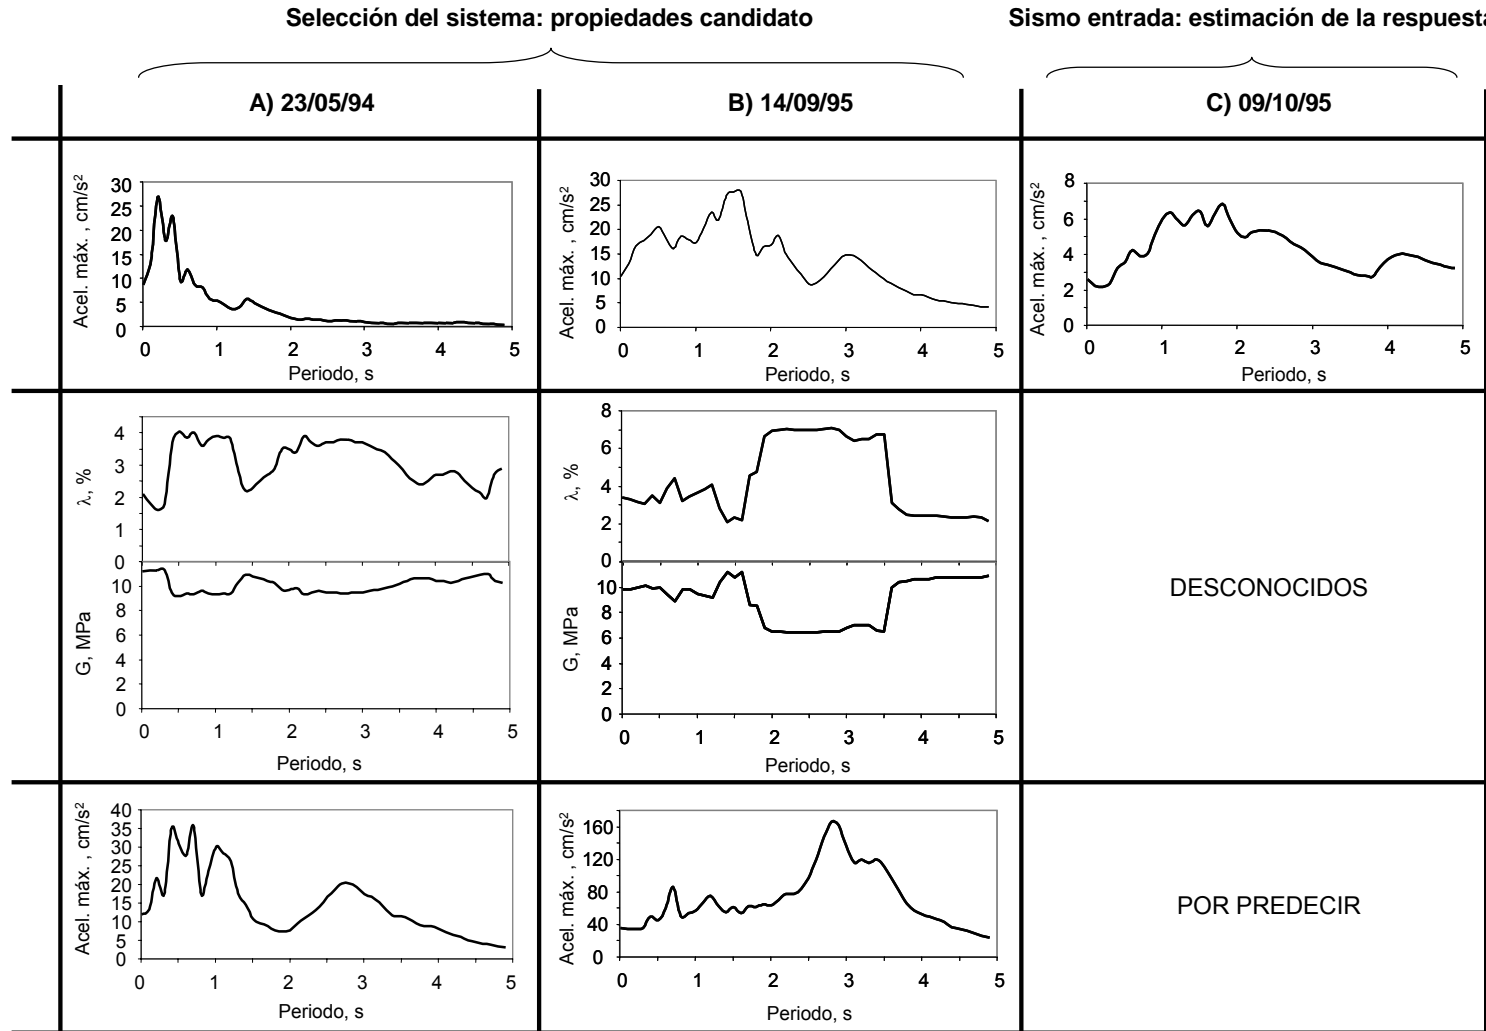 Selección del sistema: propiedades candidato
Sismo entrada: estimación de la respuesta
A) 23/05/94
B) 14/09/95
C) 09/10/95
Acel. máx. , cm/s²
30
25
20
15
10
5
0
0 1 2 3 4 5
Periodo, s
Acel. máx. , cm/s²
30
25
20
15
10
5
0
0 1 2 3 4 5
Periodo, s
Acel. máx. , cm/s²
8
6
4
2
0
0 1 2 3 4 5
Periodo, s
λ, %
4
3
2
1
0
G, MPa
10
8
6
4
2
0
0 1 2 3 4 5
Periodo, s
λ, %
8
6
4
2
0
G, MPa
10
8
6
4
2
0
0 1 2 3 4 5
Periodo, s
DESCONOCIDOS
Acel. máx. , cm/s²
40
35
30
25
20
15
10
5
0
0 1 2 3 4 5
Periodo, s
Acel. máx. , cm/s²
160
120
80
40
0
0 1 2 3 4 5
Periodo, s
POR PREDECIR